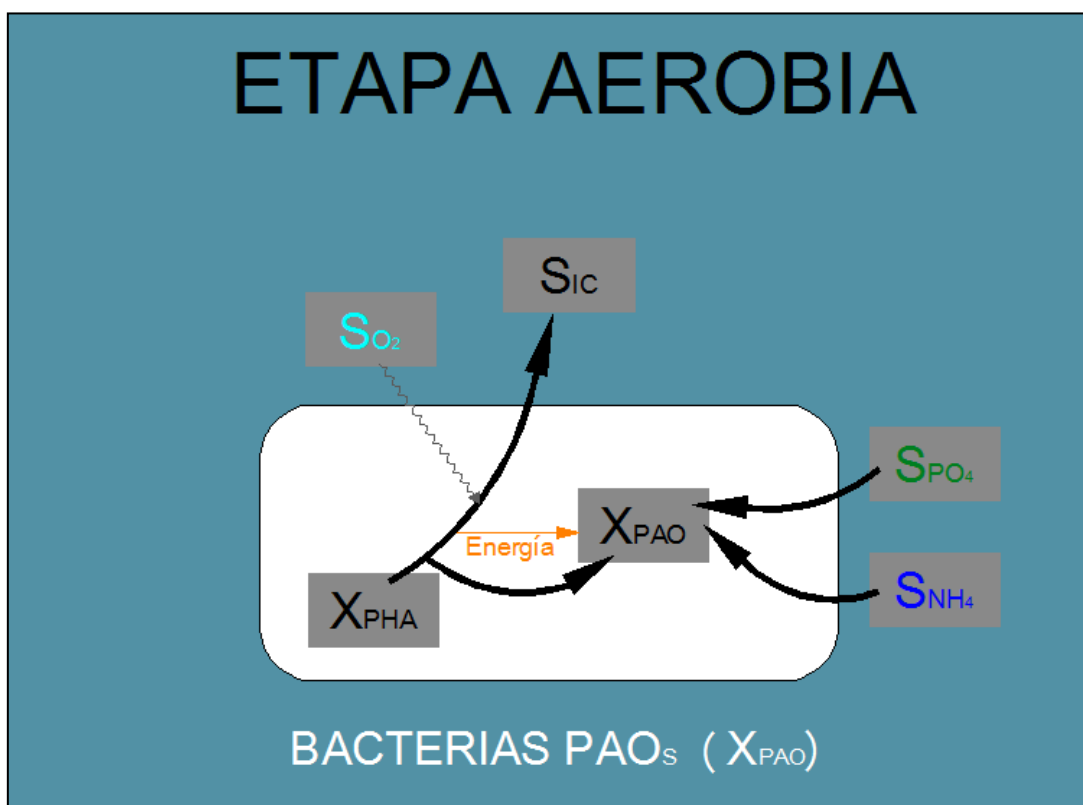 ETAPA AEROBIA
SIC
SO2
SPO4
XPAO
Energía
SNH4
XPHA
BACTERIAS PAOS ( XPAO)